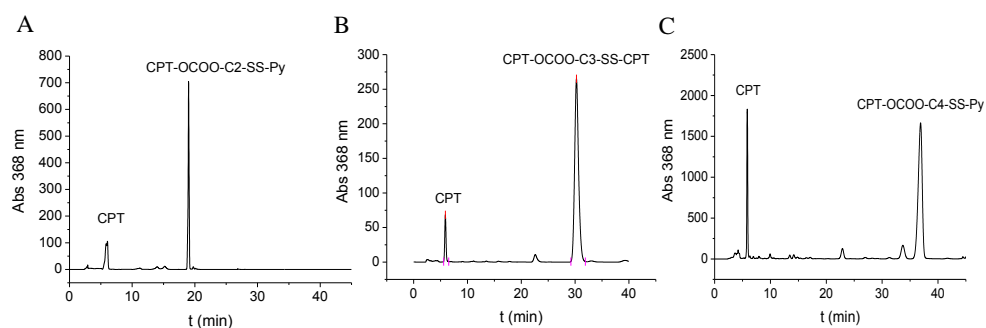 A
Abs 368 nm
800
700
600
500
400
300
200
100
0
CPT-OCOO-C2-SS-Py
CPT
0 10 20 30 40
t (min)
B
Abs 368 nm
300
250
200
150
100
50
0
CPT-OCOO-C3-SS-CPT
CPT
0 10 20 30 40
t (min)
C
Abs 368 nm
2500
2000
1500
1000
500
0
CPT
CPT-OCOO-C4-SS-Py
0 10 20 30 40
t (min)